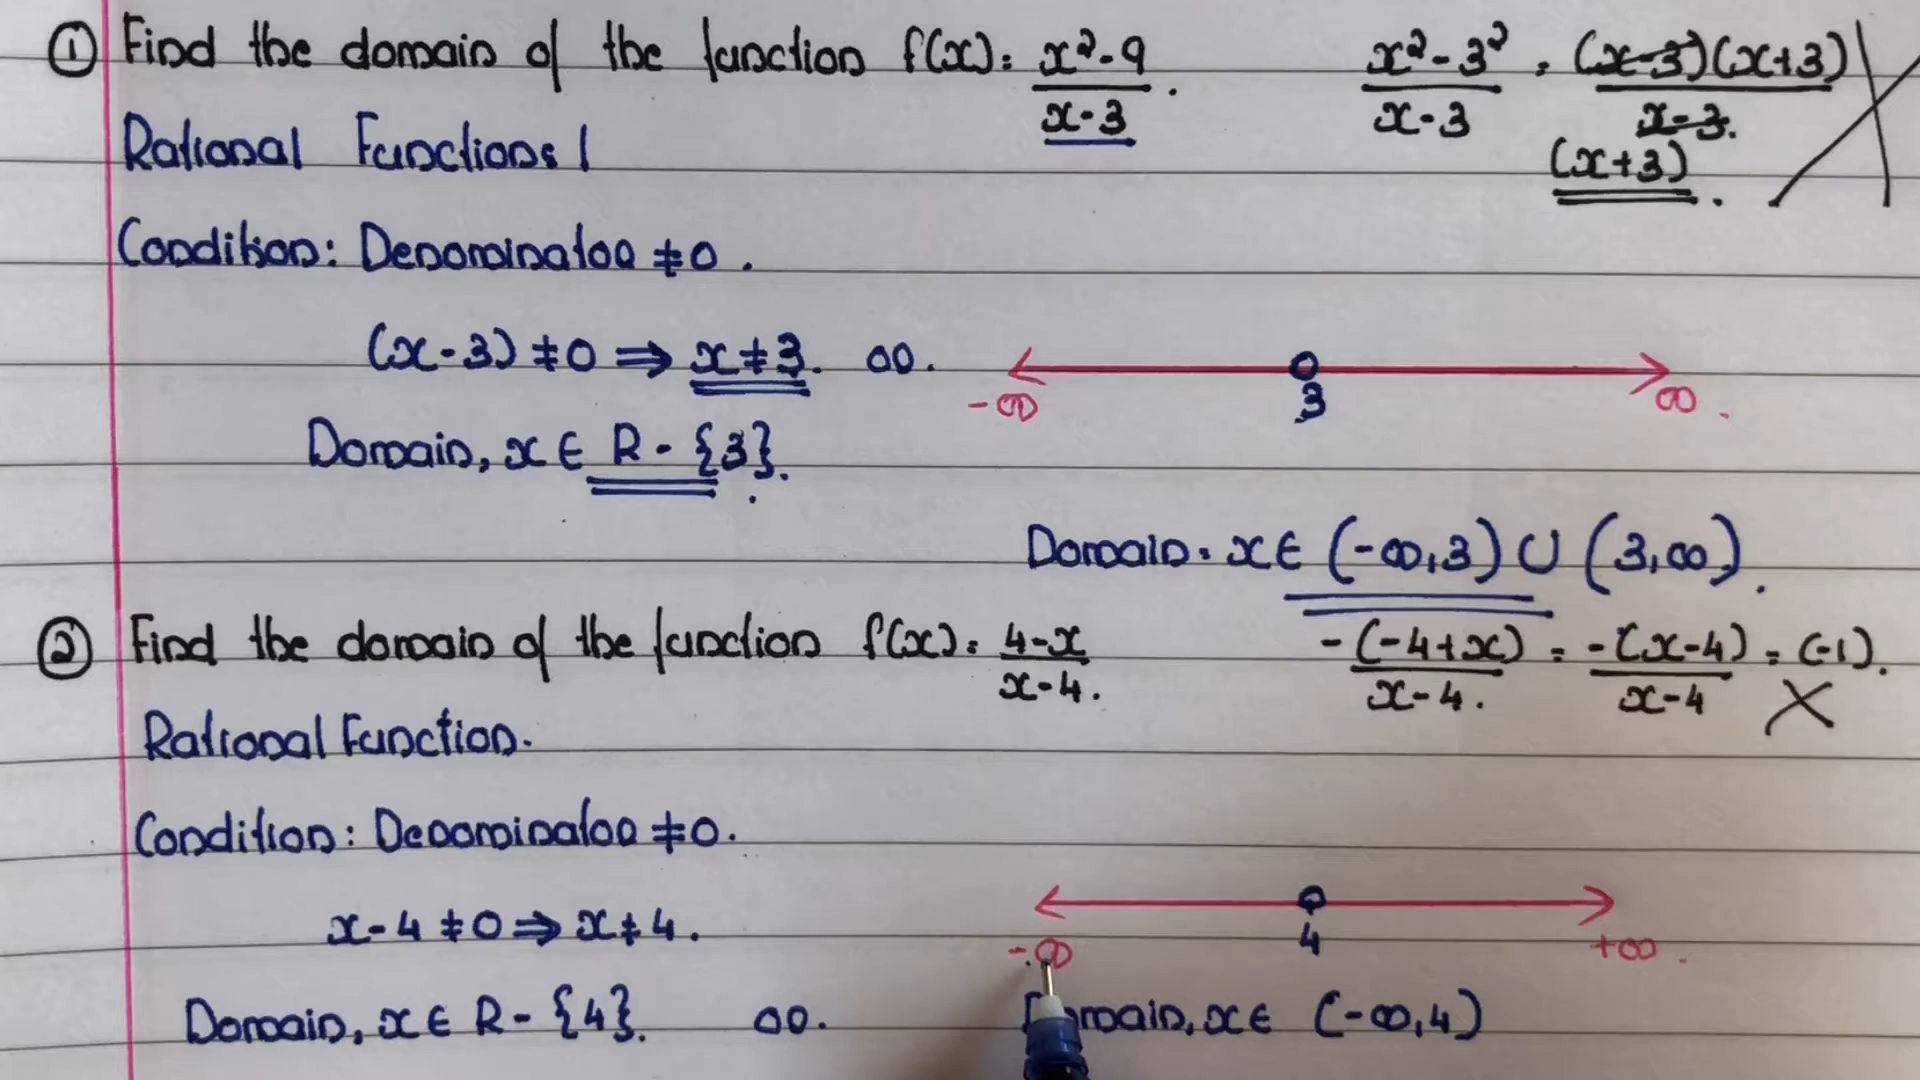 ① Find the domain of the function f(x) = x²-9 / x-3 .
x²-3² / x-3 = (x-3)(x+3) / x-3.
(x+3).
Rational Functions |
Condition: Denominator ≠0.
(x-3) ≠0 ⇒ x≠3. or.
-∞ 3 ∞.
Domain, x∈ R-{3}.
Domain = x∈ (-∞,3) ∪ (3,∞).
② Find the domain of the function f(x) = 4-x / x-4.
-(-4+x) / x-4. = -(x-4) / x-4 = (-1). ×
Rational Function.
Condition: Denominator ≠0.
x-4 ≠0 ⇒ x≠4.
-∞ 4 +∞.
Domain, x∈ R-{4}. or.
Domain, x∈ (-∞,4)